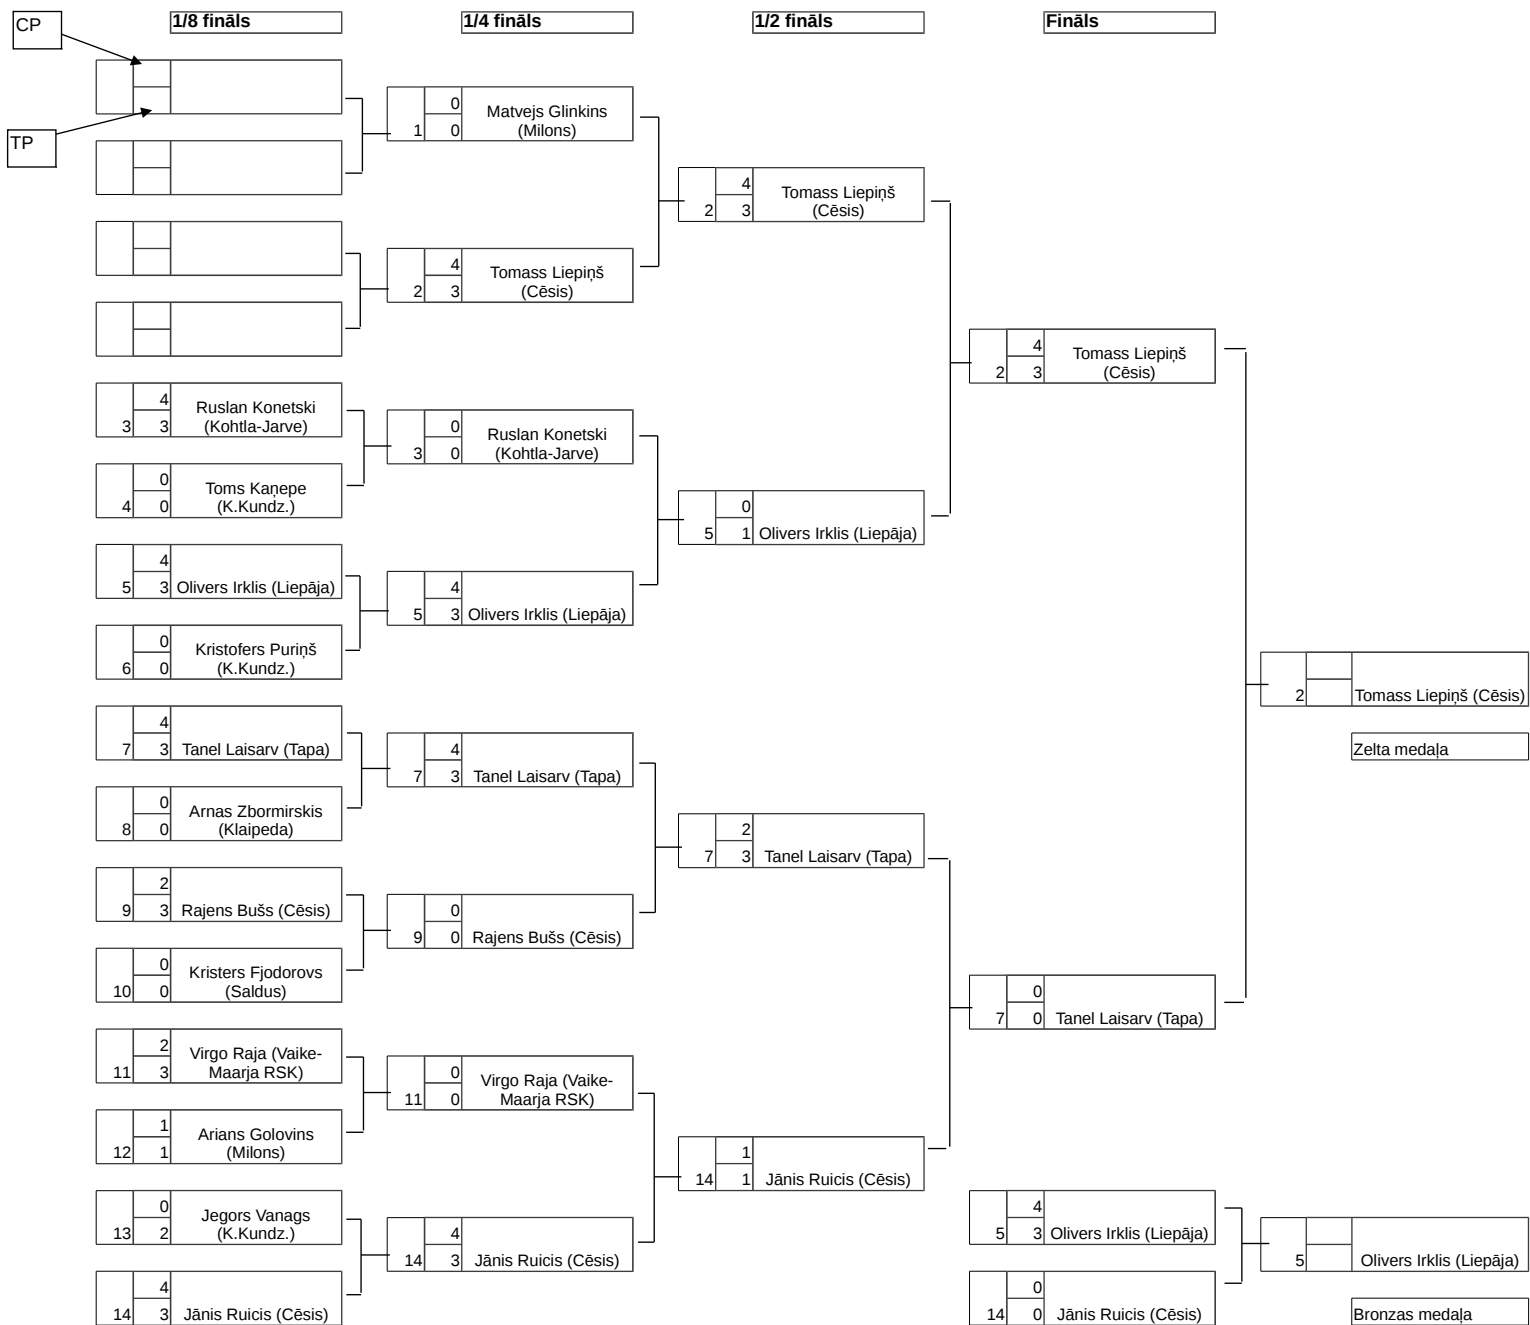 CP
1/8 fināls
1/4 fināls
1/2 fināls
Fināls
TP
0
Matvejs Glinkins
1 0 (Milons)
4
Tomass Liepiņš
2 3 (Cēsis)
4
Tomass Liepiņš
2 3 (Cēsis)
4
Tomass Liepiņš
2 3 (Cēsis)
4
Ruslan Konetski
3 3 (Kohtla-Jarve)
0
Ruslan Konetski
3 0 (Kohtla-Jarve)
0
Toms Kaņepe
4 0 (K.Kundz.)
0
5 1 Olivers Irklis (Liepāja)
4
5 3 Olivers Irklis (Liepāja)
4
5 3 Olivers Irklis (Liepāja)
0
Kristofers Puriņš
6 0 (K.Kundz.)
2 Tomass Liepiņš (Cēsis)
4
7 3 Tanel Laisarv (Tapa)
4
7 3 Tanel Laisarv (Tapa)
Zelta medaļa
0
Arnas Zbormirskis
8 0 (Klaipeda)
2
7 3 Tanel Laisarv (Tapa)
2
9 3 Rajens Bušs (Cēsis)
0
9 0 Rajens Bušs (Cēsis)
0
Kristers Fjodorovs
10 0 (Saldus)
0
7 0 Tanel Laisarv (Tapa)
2
Virgo Raja (Vaike-
11 3 Maarja RSK)
0
Virgo Raja (Vaike-
11 0 Maarja RSK)
1
Arians Golovins
12 1 (Milons)
1
14 1 Jānis Ruicis (Cēsis)
0
Jegors Vanags
13 2 (K.Kundz.)
4
14 3 Jānis Ruicis (Cēsis)
4
5 3 Olivers Irklis (Liepāja)
5 Olivers Irklis (Liepāja)
4
14 3 Jānis Ruicis (Cēsis)
0
14 0 Jānis Ruicis (Cēsis)
Bronzas medaļa